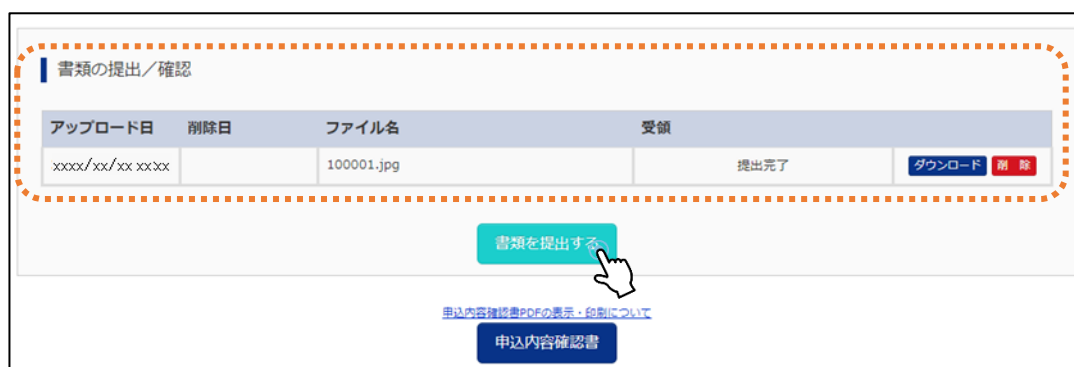 書類の提出／確認
アップロード日 削除日 ファイル名 受領
xxxx/xx/xx xx:xx 100001.jpg 提出完了 ダウンロード 削 除
書類を提出する
申込内容確認書PDFの表示・印刷について
申込内容確認書